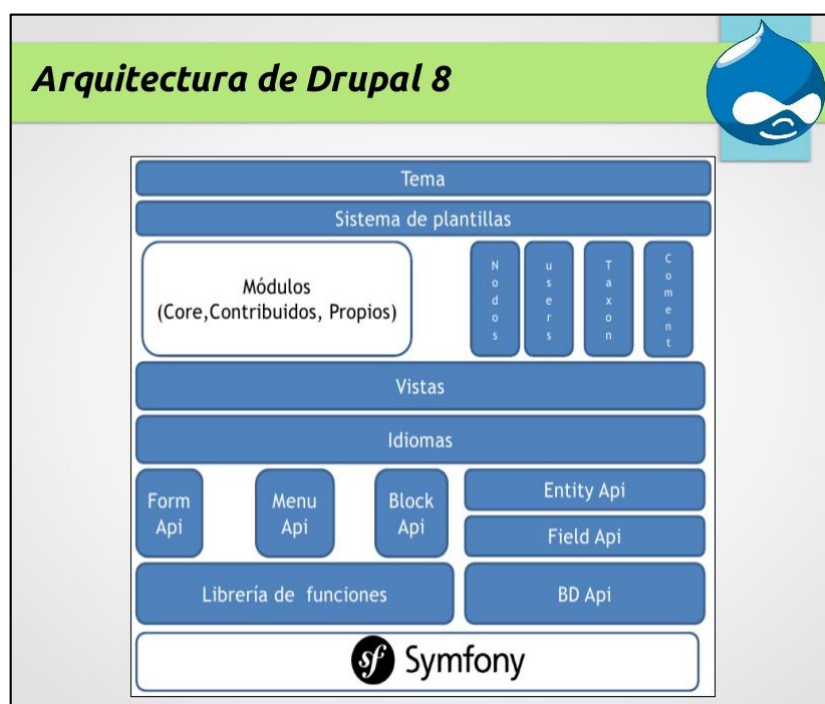 Arquitectura de Drupal 8
Tema
Sistema de plantillas
Módulos
(Core,Contribuidos, Propios)
Nodos
users
Taxon
Coment
Vistas
Idiomas
Form
Api
Menu
Api
Block
Api
Entity Api
Field Api
Librería de funciones
BD Api
sf Symfony